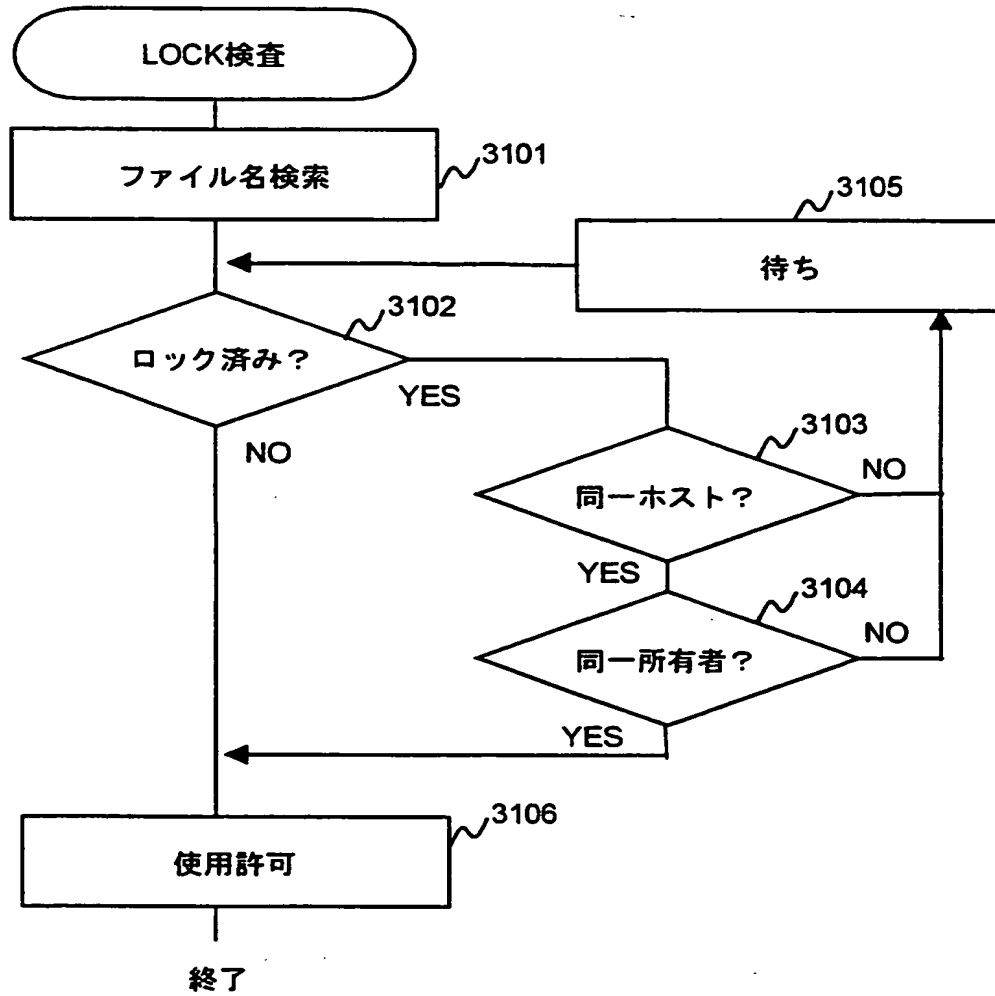 LOCK検査
ファイル名検索
3101
3105
待ち
3102
ロック済み？
YES
NO
3103
同一ホスト？
NO
YES
3104
同一所有者？
NO
YES
3106
使用許可
終了